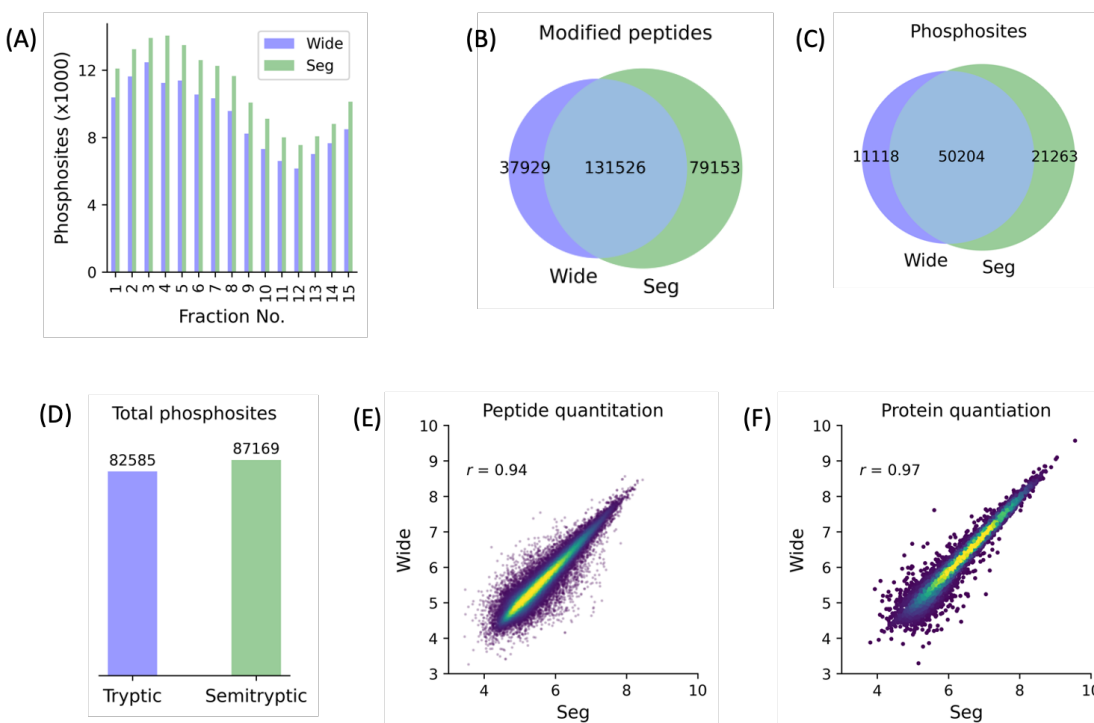 (A)
Phosphosites (x1000)
12
8
4
0
Wide
Seg
1 2 3 4 5 6 7 8 9 10 11 12 13 14 15
Fraction No.
(B)
Modified peptides
37929 131526 79153
Wide
Seg
(C)
Phosphosites
11118 50204 21263
Wide
Seg
(D)
Total phosphosites
82585
87169
Tryptic Semitryptic
(E)
Peptide quantitation
r = 0.94
Wide
10
9
8
7
6
5
4
3
4 6 8 10
Seg
(F)
Protein quantiation
r = 0.97
Wide
10
9
8
7
6
5
4
3
4 6 8 10
Seg